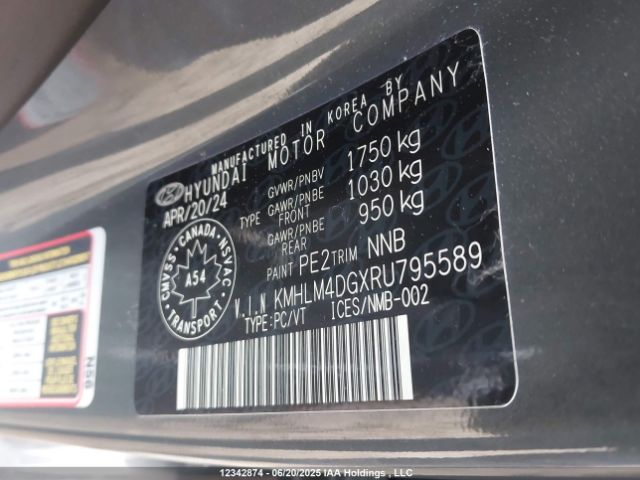 MANUFACTURED IN KOREA BY
HYUNDAI MOTOR COMPANY
APR/20/24
GVWR/PNBV 1750 kg
TYPE GAWR/PNBE FRONT 1030 kg
GAWR/PNBE REAR 950 kg
PAINT PE2 TRIM NNB
CMVSS - CANADA - NSVAC
A54
TRANSPORT
V.I.N KMHLM4DGXRU795589
TYPE:PC/VT ICES/NMB-002
N5B
12342874 - 06/20/2025 IAA Holdings , LLC